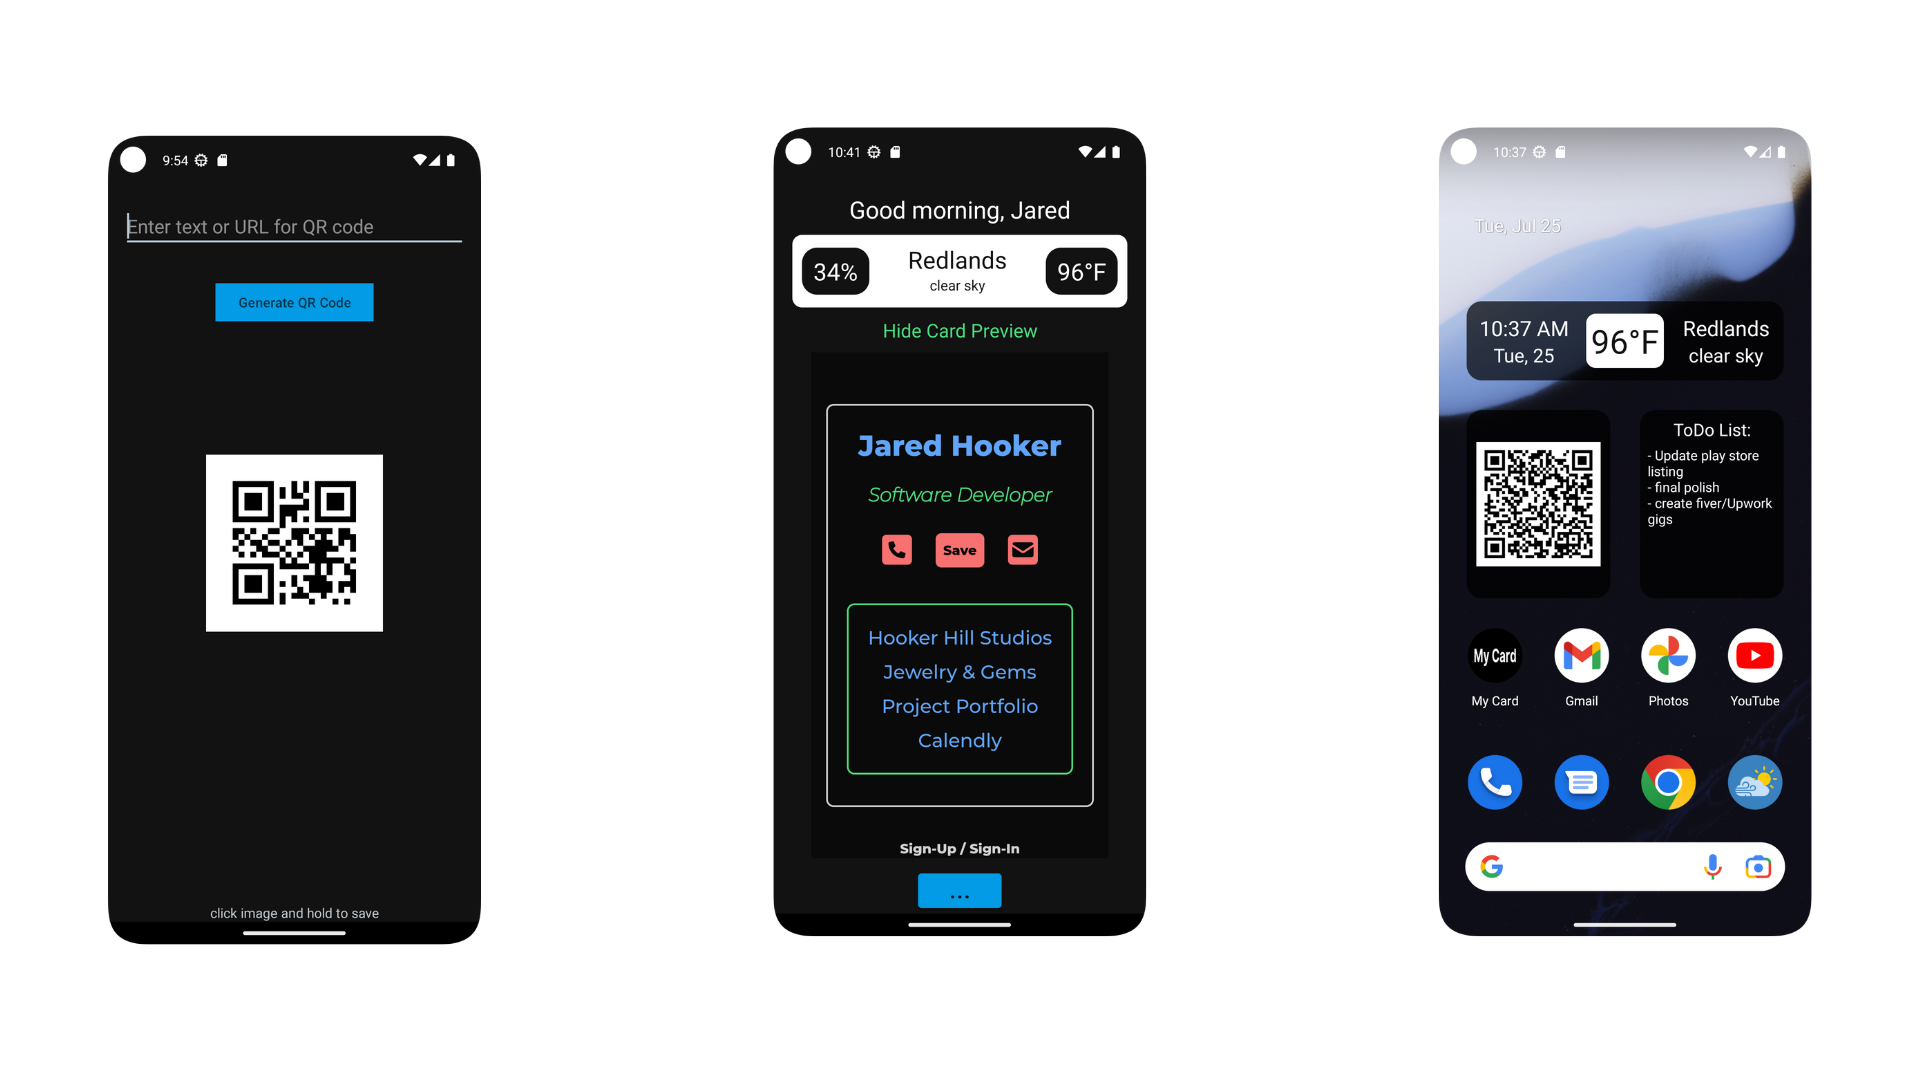 9:54
Enter text or URL for QR code
Generate QR Code
click image and hold to save
10:41
Good morning, Jared
34%
Redlands
clear sky
96°F
Hide Card Preview
Jared Hooker
Software Developer
Save
Hooker Hill Studios
Jewelry & Gems
Project Portfolio
Calendly
Sign-Up / Sign-In
...
10:37
Tue, Jul 25
10:37 AM
Tue, 25
96°F
Redlands
clear sky
ToDo List:
- Update play store
listing
- final polish
- create fiver/Upwork
gigs
My Card
My Card
Gmail
Photos
YouTube